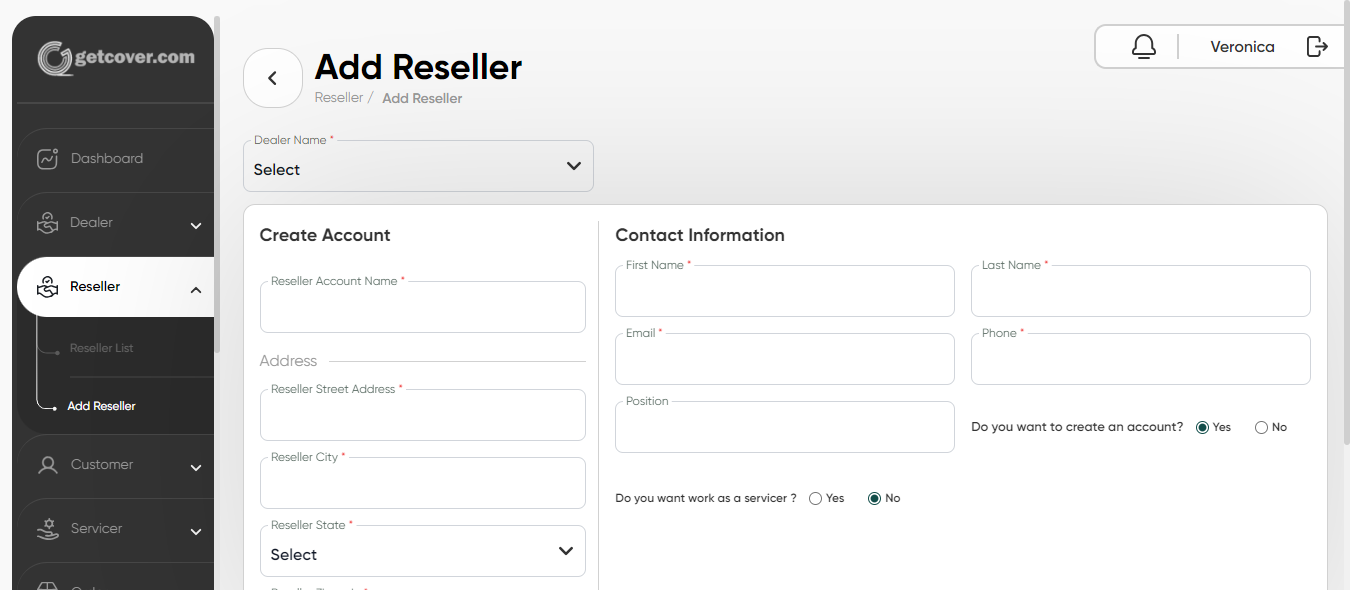 getcover.com
Dashboard
Dealer
Reseller
Reseller List
Add Reseller
Customer
Servicer
Veronica
Add Reseller
Reseller / Add Reseller
Dealer Name *
Select
Create Account
Reseller Account Name *
Address
Reseller Street Address *
Reseller City *
Reseller State *
Select
Contact Information
First Name *
Last Name *
Email *
Phone *
Position
Do you want to create an account? Yes No
Do you want work as a servicer ? Yes No